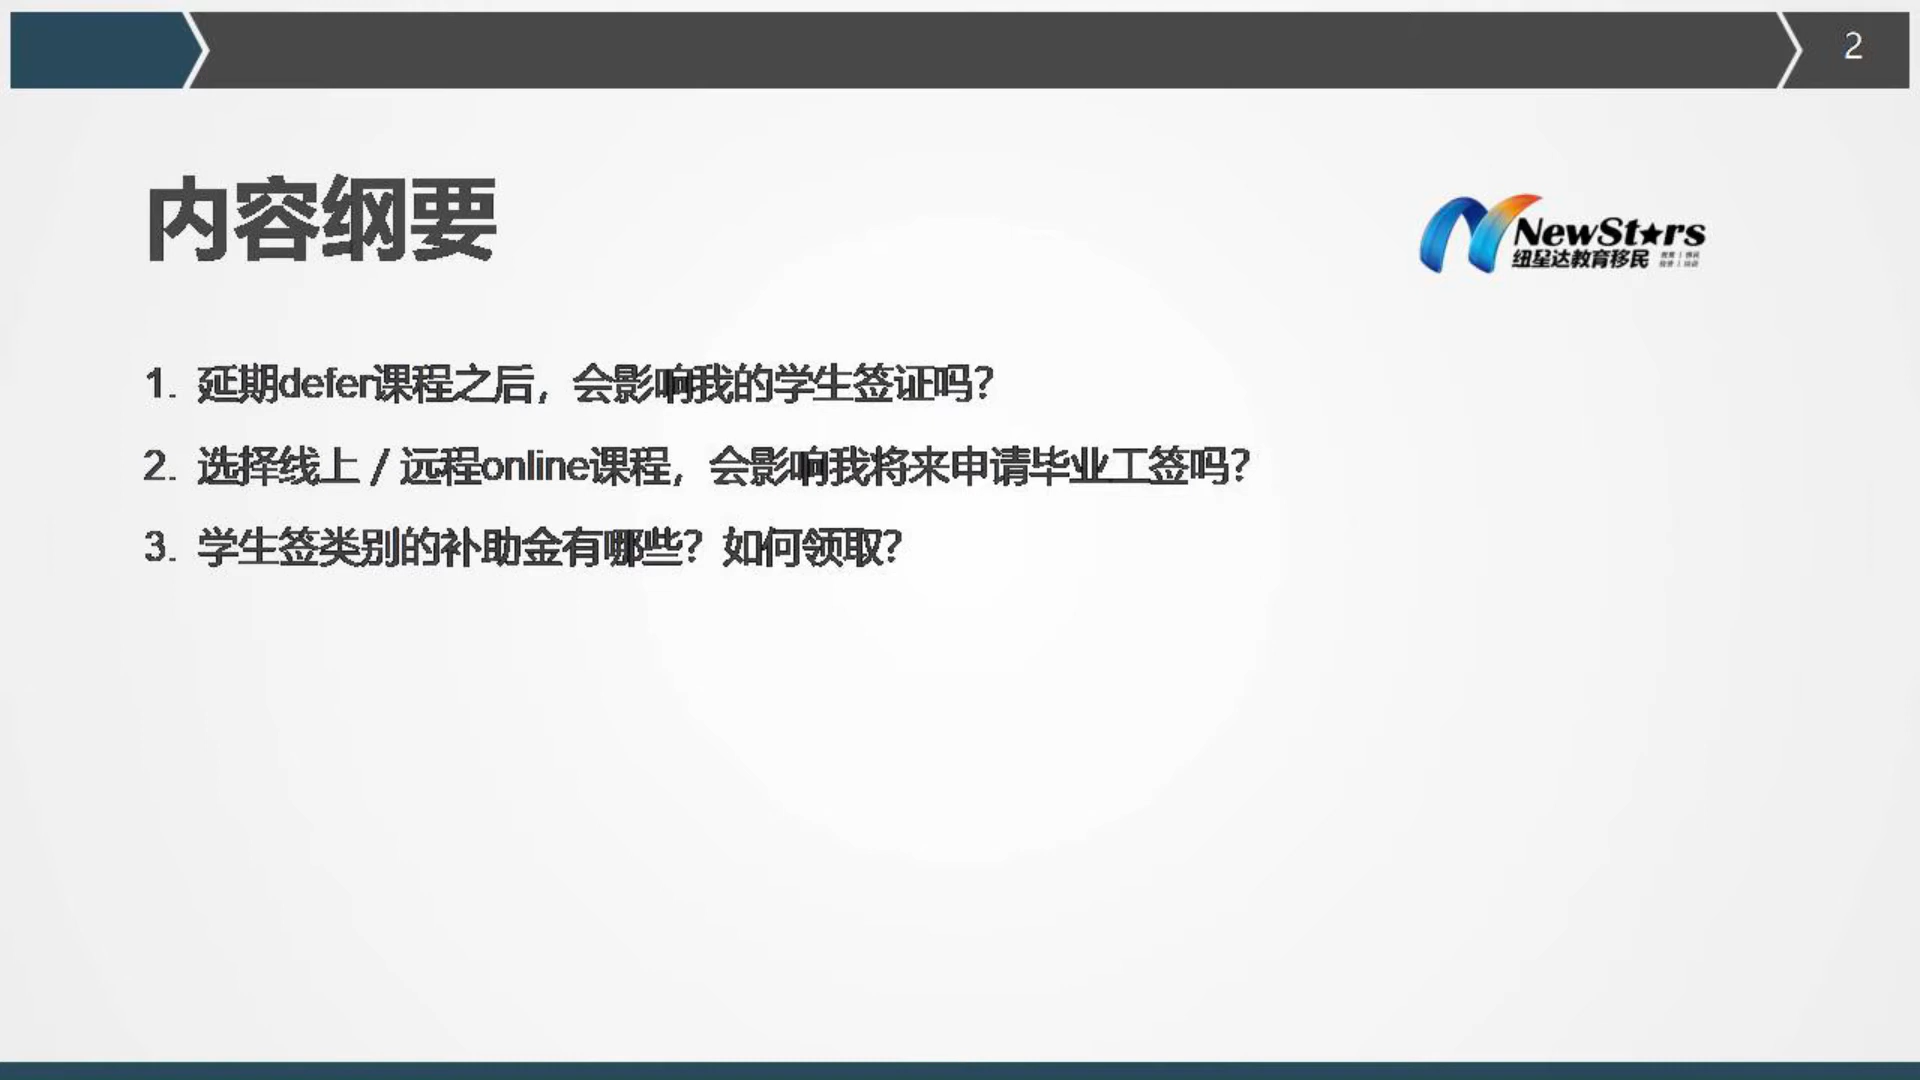 2
内容纲要
NewStars
纽星达教育移民
1. 延期defer课程之后，会影响我的学生签证吗？
2. 选择线上 / 远程online课程，会影响我将来申请毕业工签吗？
3. 学生签类别的补助金有哪些？如何领取？